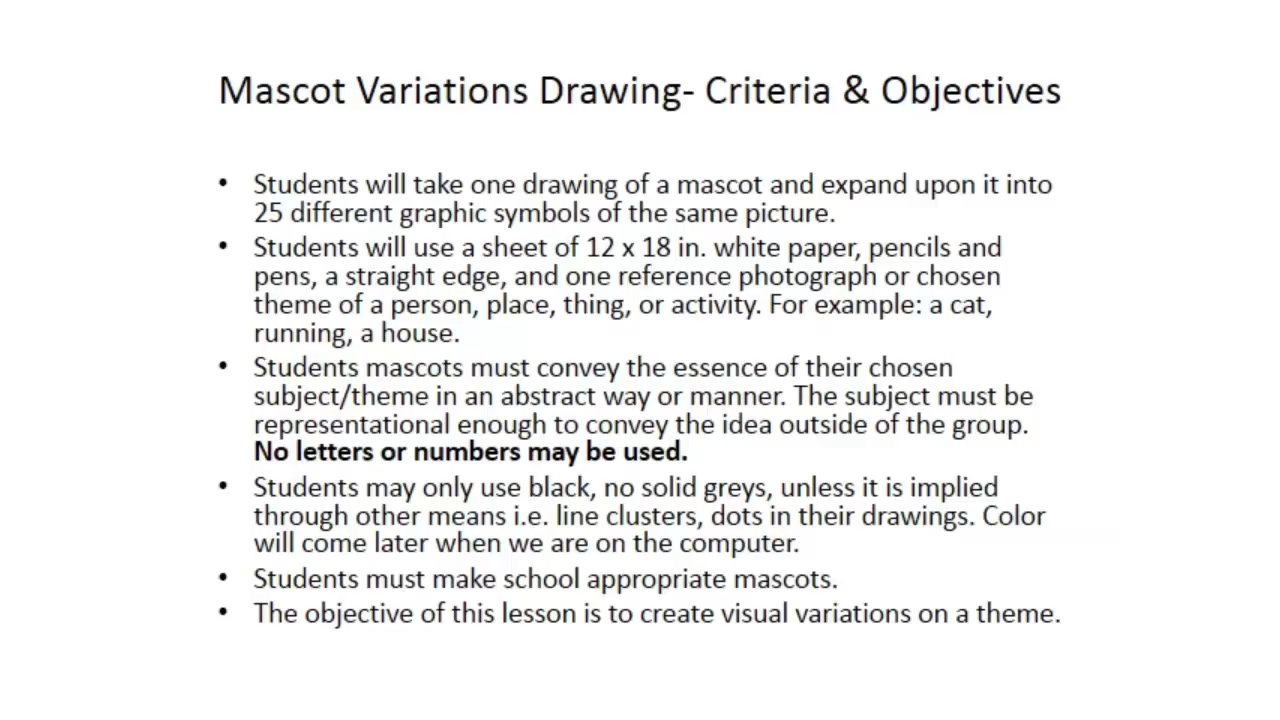 Mascot Variations Drawing- Criteria & Objectives
• Students will take one drawing of a mascot and expand upon it into
25 different graphic symbols of the same picture.
• Students will use a sheet of 12 x 18 in. white paper, pencils and
pens, a straight edge, and one reference photograph or chosen
theme of a person, place, thing, or activity. For example: a cat,
running, a house.
• Students mascots must convey the essence of their chosen
subject/theme in an abstract way or manner. The subject must be
representational enough to convey the idea outside of the group.
No letters or numbers may be used.
• Students may only use black, no solid greys, unless it is implied
through other means i.e. line clusters, dots in their drawings. Color
will come later when we are on the computer.
• Students must make school appropriate mascots.
• The objective of this lesson is to create visual variations on a theme.